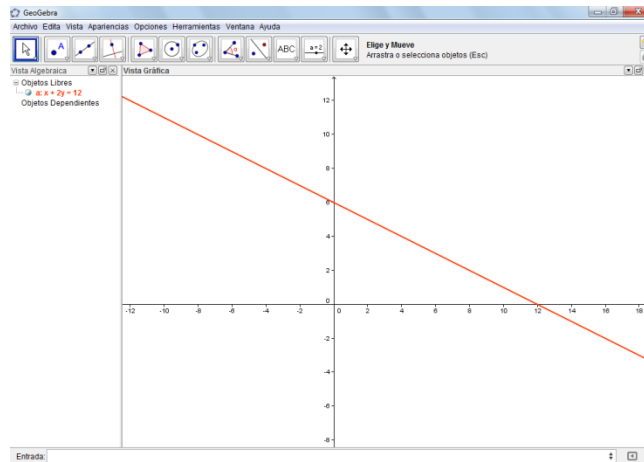 GeoGebra
Archivo Edita Vista Apariencias Opciones Herramientas Ventana Ayuda
A
α
ABC
a=2
Elige y Mueve
Arrastra o selecciona objetos (Esc)
Vista Algebraica
Vista Gráfica
Objetos Libres
a: x + 2y = 12
Objetos Dependientes
12
10
8
6
4
2
0
-12 -10 -8 -6 -4 -2 0 2 4 6 8 10 12 14 16 18
-2
-4
-6
-8
Entrada: